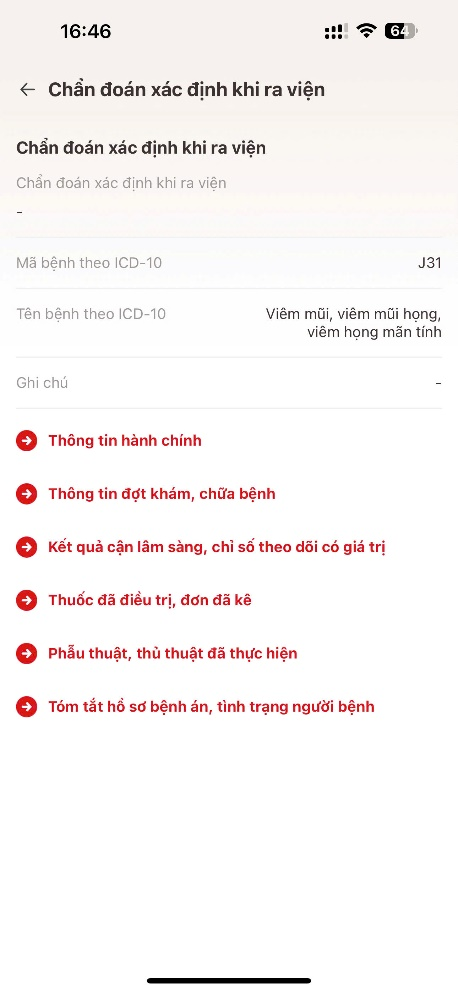 16:46
64
Chẩn đoán xác định khi ra viện
Chẩn đoán xác định khi ra viện
Chẩn đoán xác định khi ra viện
-
Mã bệnh theo ICD-10 J31
Tên bệnh theo ICD-10 Viêm mũi, viêm mũi họng,
viêm họng mãn tính
Ghi chú -
Thông tin hành chính
Thông tin đợt khám, chữa bệnh
Kết quả cận lâm sàng, chỉ số theo dõi có giá trị
Thuốc đã điều trị, đơn đã kê
Phẫu thuật, thủ thuật đã thực hiện
Tóm tắt hồ sơ bệnh án, tình trạng người bệnh